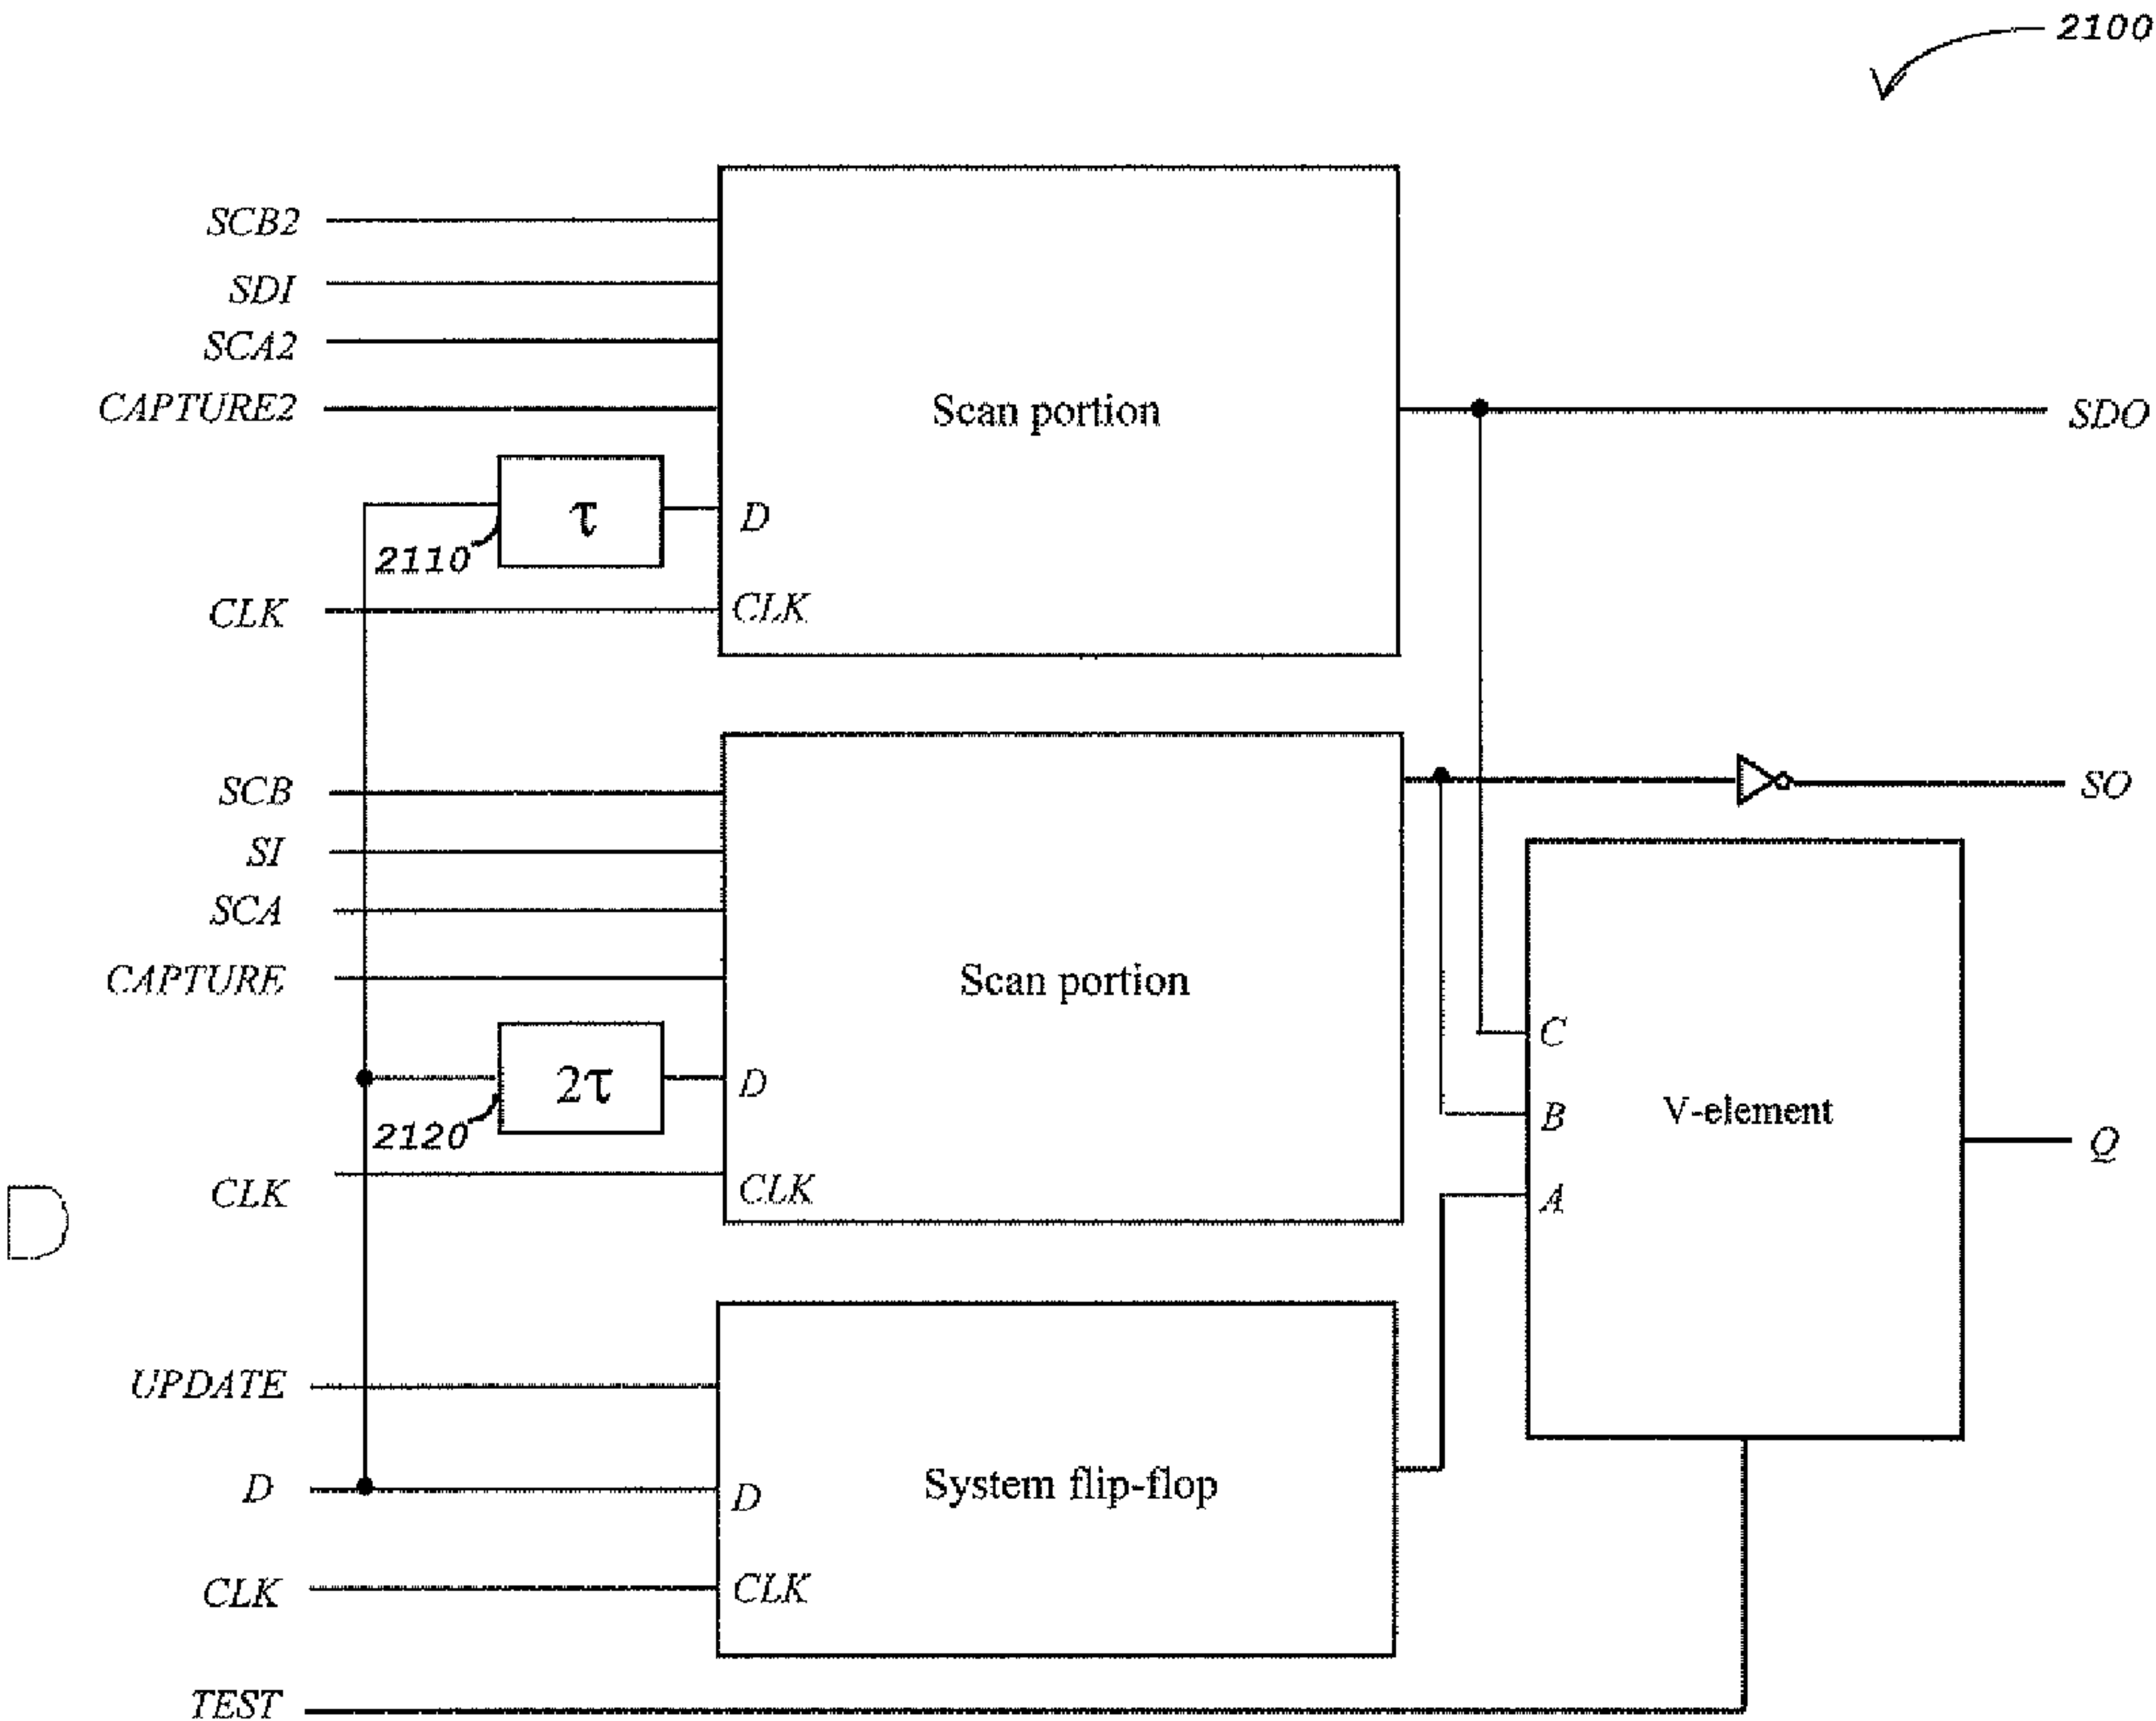 2100
SCB2
SDI
SCA2
CAPTURE2
Scan portion
SDO
τ
D
2110
CLK
CLK
SCB
SO
SI
SCA
CAPTURE
Scan portion
C
2τ
D
V-element
B
2120
Q
CLK
CLK
A
D
UPDATE
D
D
System flip-flop
CLK
CLK
TEST